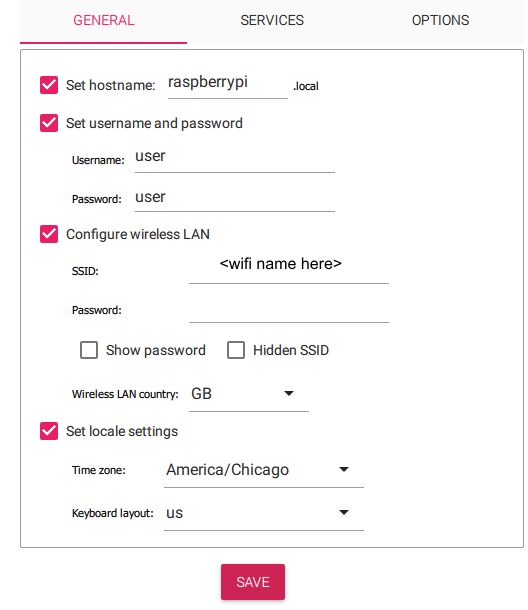 GENERAL SERVICES OPTIONS
Set hostname: raspberrypi .local
Set username and password
Username: user
Password: user
Configure wireless LAN
SSID: <wifi name here>
Password:
Show password Hidden SSID
Wireless LAN country: GB
Set locale settings
Time zone: America/Chicago
Keyboard layout: us
SAVE